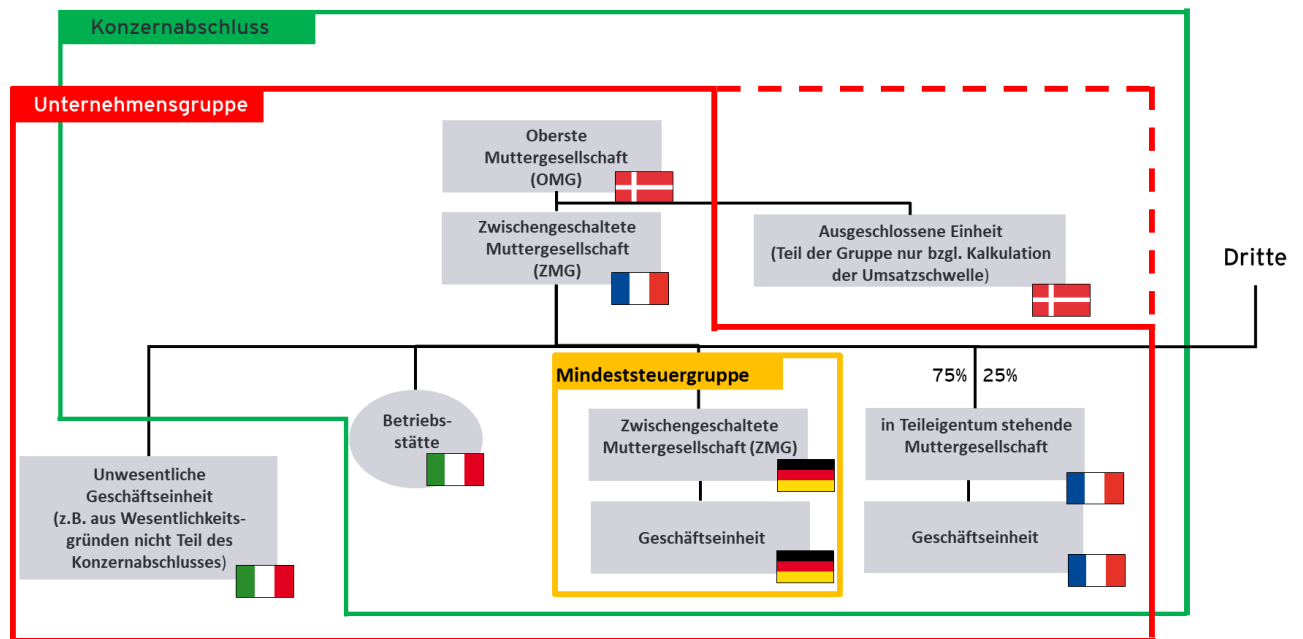 Konzernabschluss
Unternehmensgruppe
Oberste
Muttergesellschaft
(OMG)
Zwischengeschaltete
Muttergesellschaft
(ZMG)
Ausgeschlossene Einheit
(Teil der Gruppe nur bzgl. Kalkulation
der Umsatzschwelle)
Dritte
Mindeststeuergruppe
75% 25%
Betriebs-
stätte
Zwischengeschaltete
Muttergesellschaft (ZMG)
in Teileigentum stehende
Muttergesellschaft
Unwesentliche
Geschäftseinheit
(z.B. aus Wesentlichkeits-
gründen nicht Teil des
Konzernabschlusses)
Geschäftseinheit
Geschäftseinheit